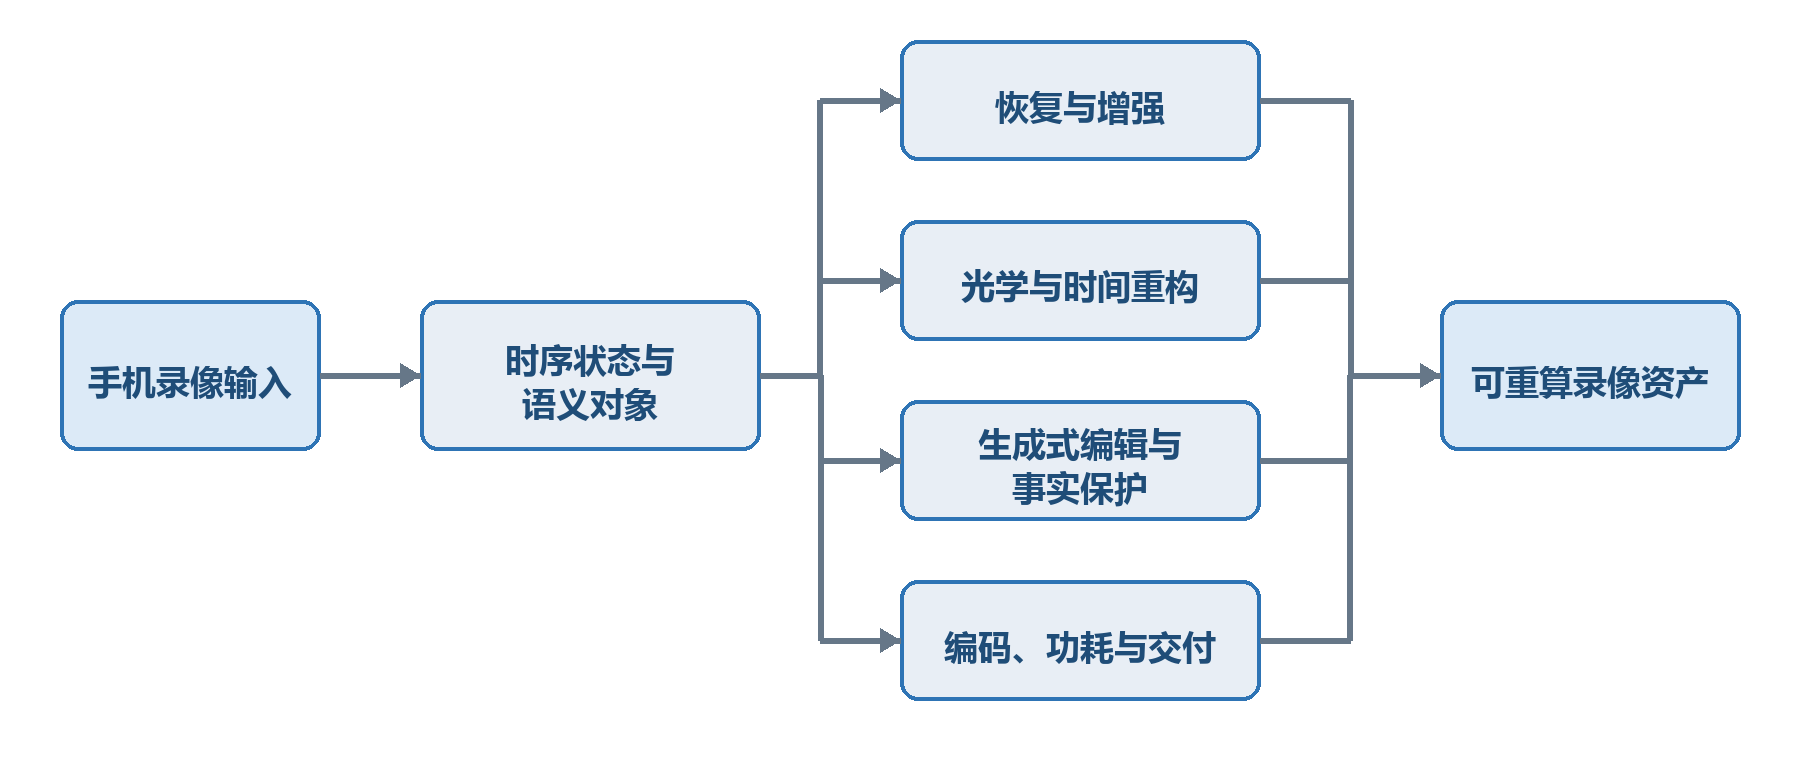 手机录像输入
时序状态与
语义对象
恢复与增强
光学与时间重构
生成式编辑与
事实保护
编码、功耗与交付
可重算录像资产